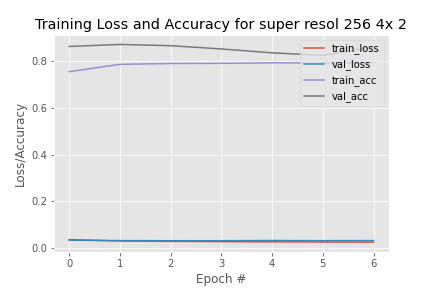 Training Loss and Accuracy for super resol 256 4x 2
Loss/Accuracy
0.8
0.6
0.4
0.2
0.0
train_loss
val_loss
train_acc
val_acc
0 1 2 3 4 5 6
Epoch #